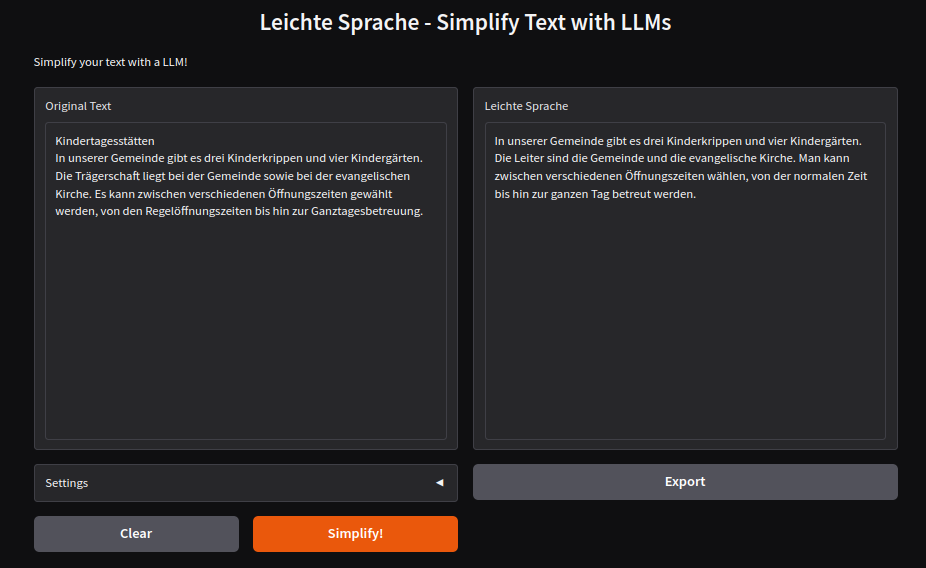 Leichte Sprache - Simplify Text with LLMs
Simplify your text with a LLM!
Original Text
Kindertagesstätten
In unserer Gemeinde gibt es drei Kinderkrippen und vier Kindergärten.
Die Trägerschaft liegt bei der Gemeinde sowie bei der evangelischen
Kirche. Es kann zwischen verschiedenen Öffnungszeiten gewählt
werden, von den Regelöffnungszeiten bis hin zur Ganztagesbetreuung.
Leichte Sprache
In unserer Gemeinde gibt es drei Kinderkrippen und vier Kindergärten.
Die Leiter sind die Gemeinde und die evangelische Kirche. Man kann
zwischen verschiedenen Öffnungszeiten wählen, von der normalen Zeit
bis hin zur ganzen Tag betreut werden.
Settings
Export
Clear
Simplify!